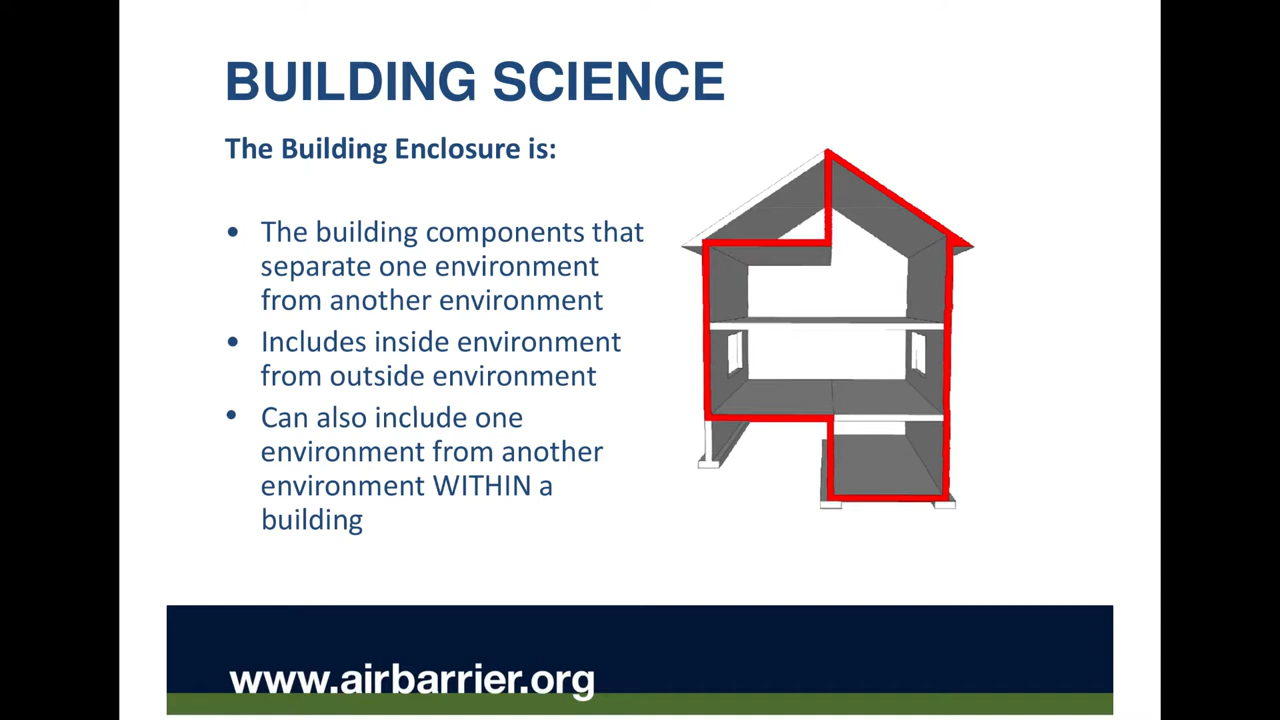 BUILDING SCIENCE
The Building Enclosure is:
• The building components that
separate one environment
from another environment
• Includes inside environment
from outside environment
• Can also include one
environment from another
environment WITHIN a
building
www.airbarrier.org